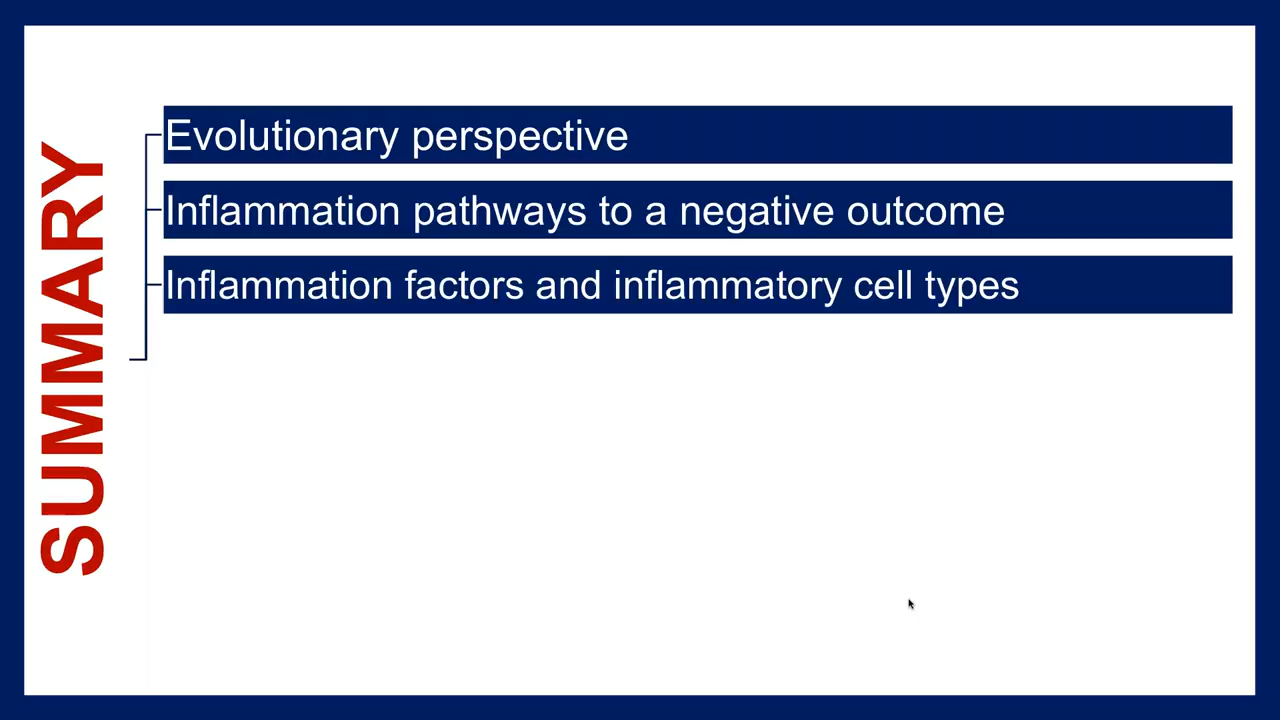 SUMMARY
Evolutionary perspective
Inflammation pathways to a negative outcome
Inflammation factors and inflammatory cell types